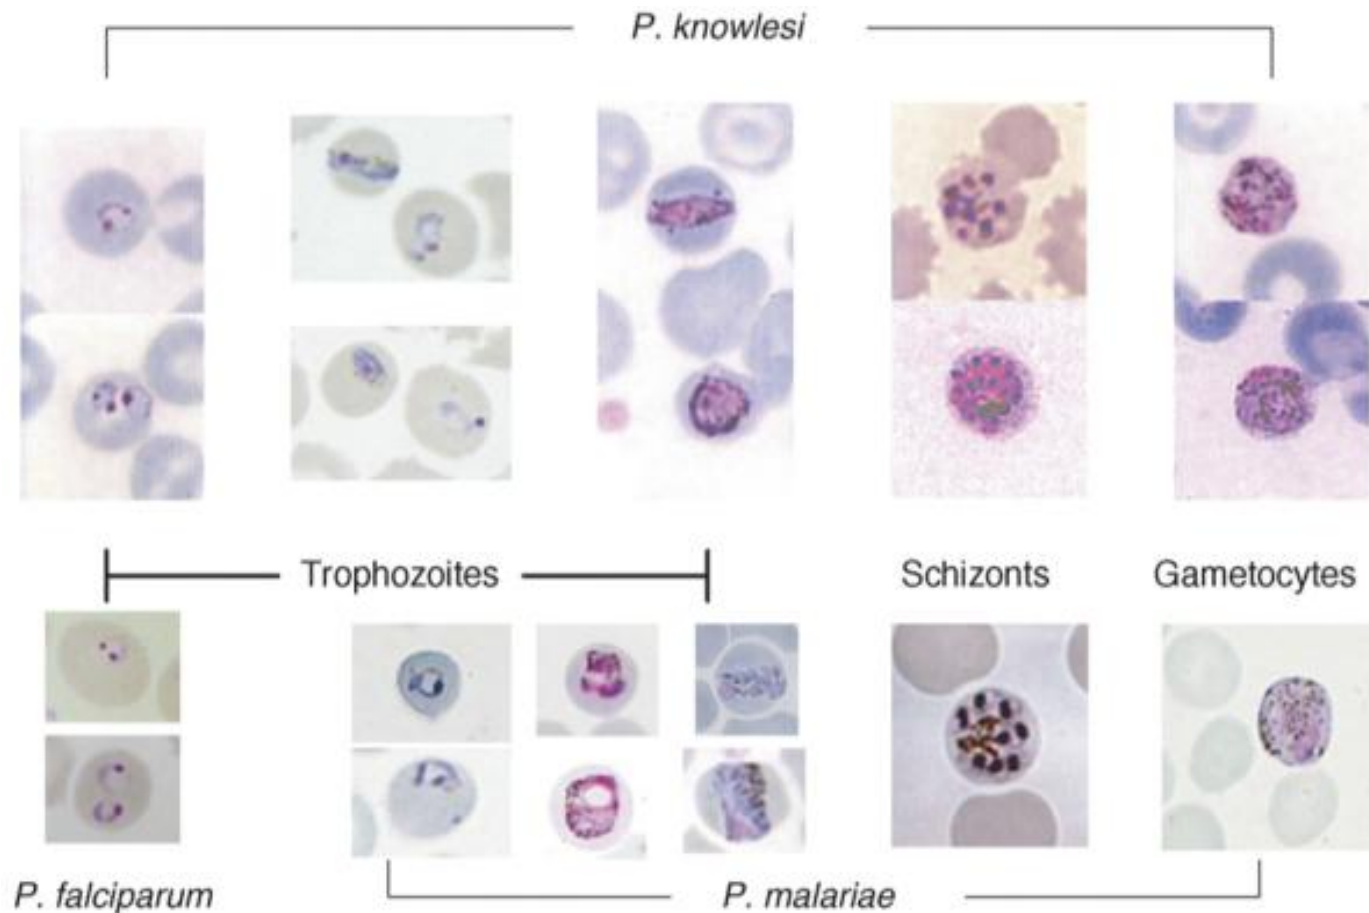 P. knowlesi
Trophozoites
Schizonts
Gametocytes
P. falciparum
P. malariae